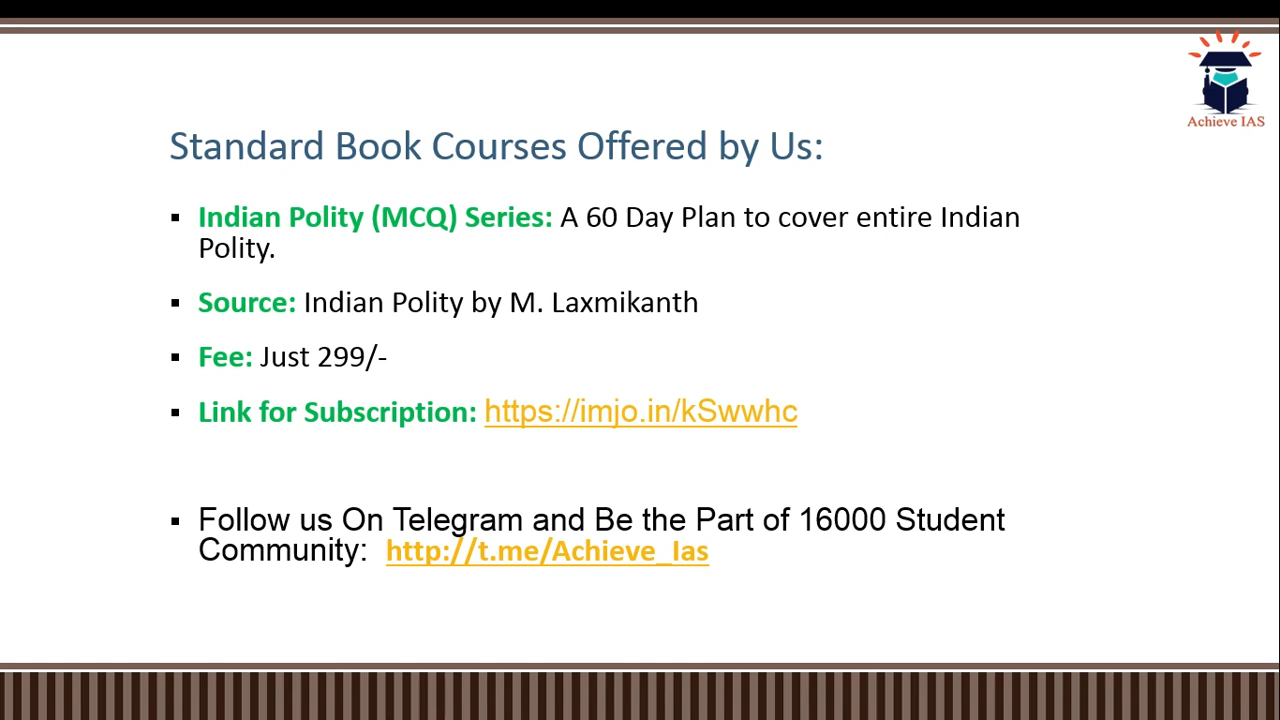 Achieve IAS
Standard Book Courses Offered by Us:
▪ Indian Polity (MCQ) Series: A 60 Day Plan to cover entire Indian
Polity.
▪ Source: Indian Polity by M. Laxmikanth
▪ Fee: Just 299/-
▪ Link for Subscription: https://imjo.in/kSwwhc
▪ Follow us On Telegram and Be the Part of 16000 Student
Community: http://t.me/Achieve_Ias